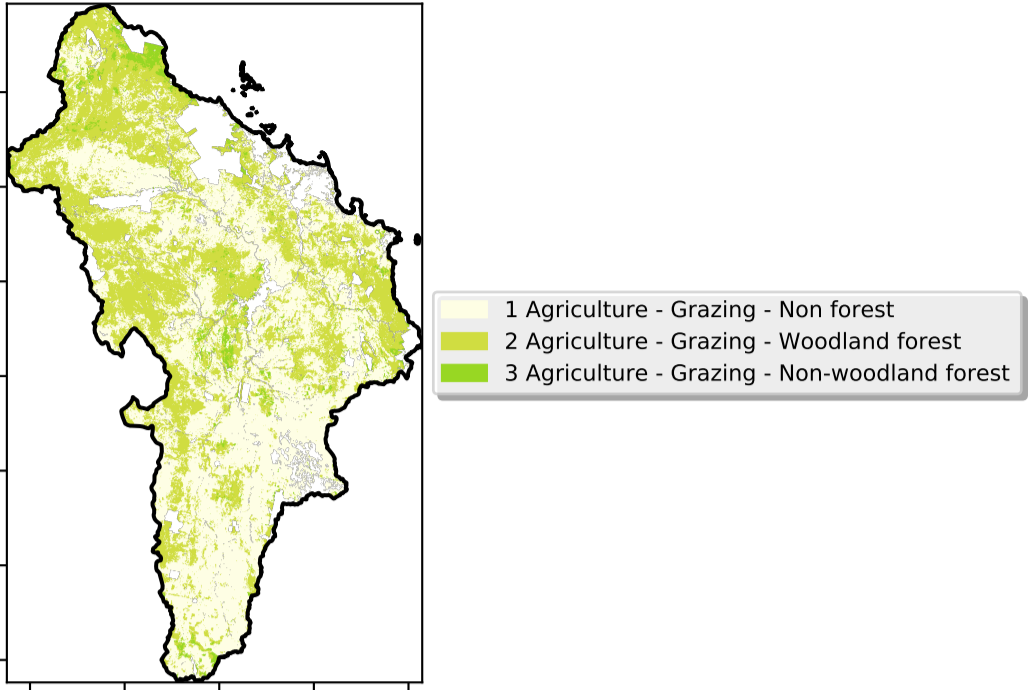 1 Agriculture - Grazing - Non forest
2 Agriculture - Grazing - Woodland forest
3 Agriculture - Grazing - Non-woodland forest